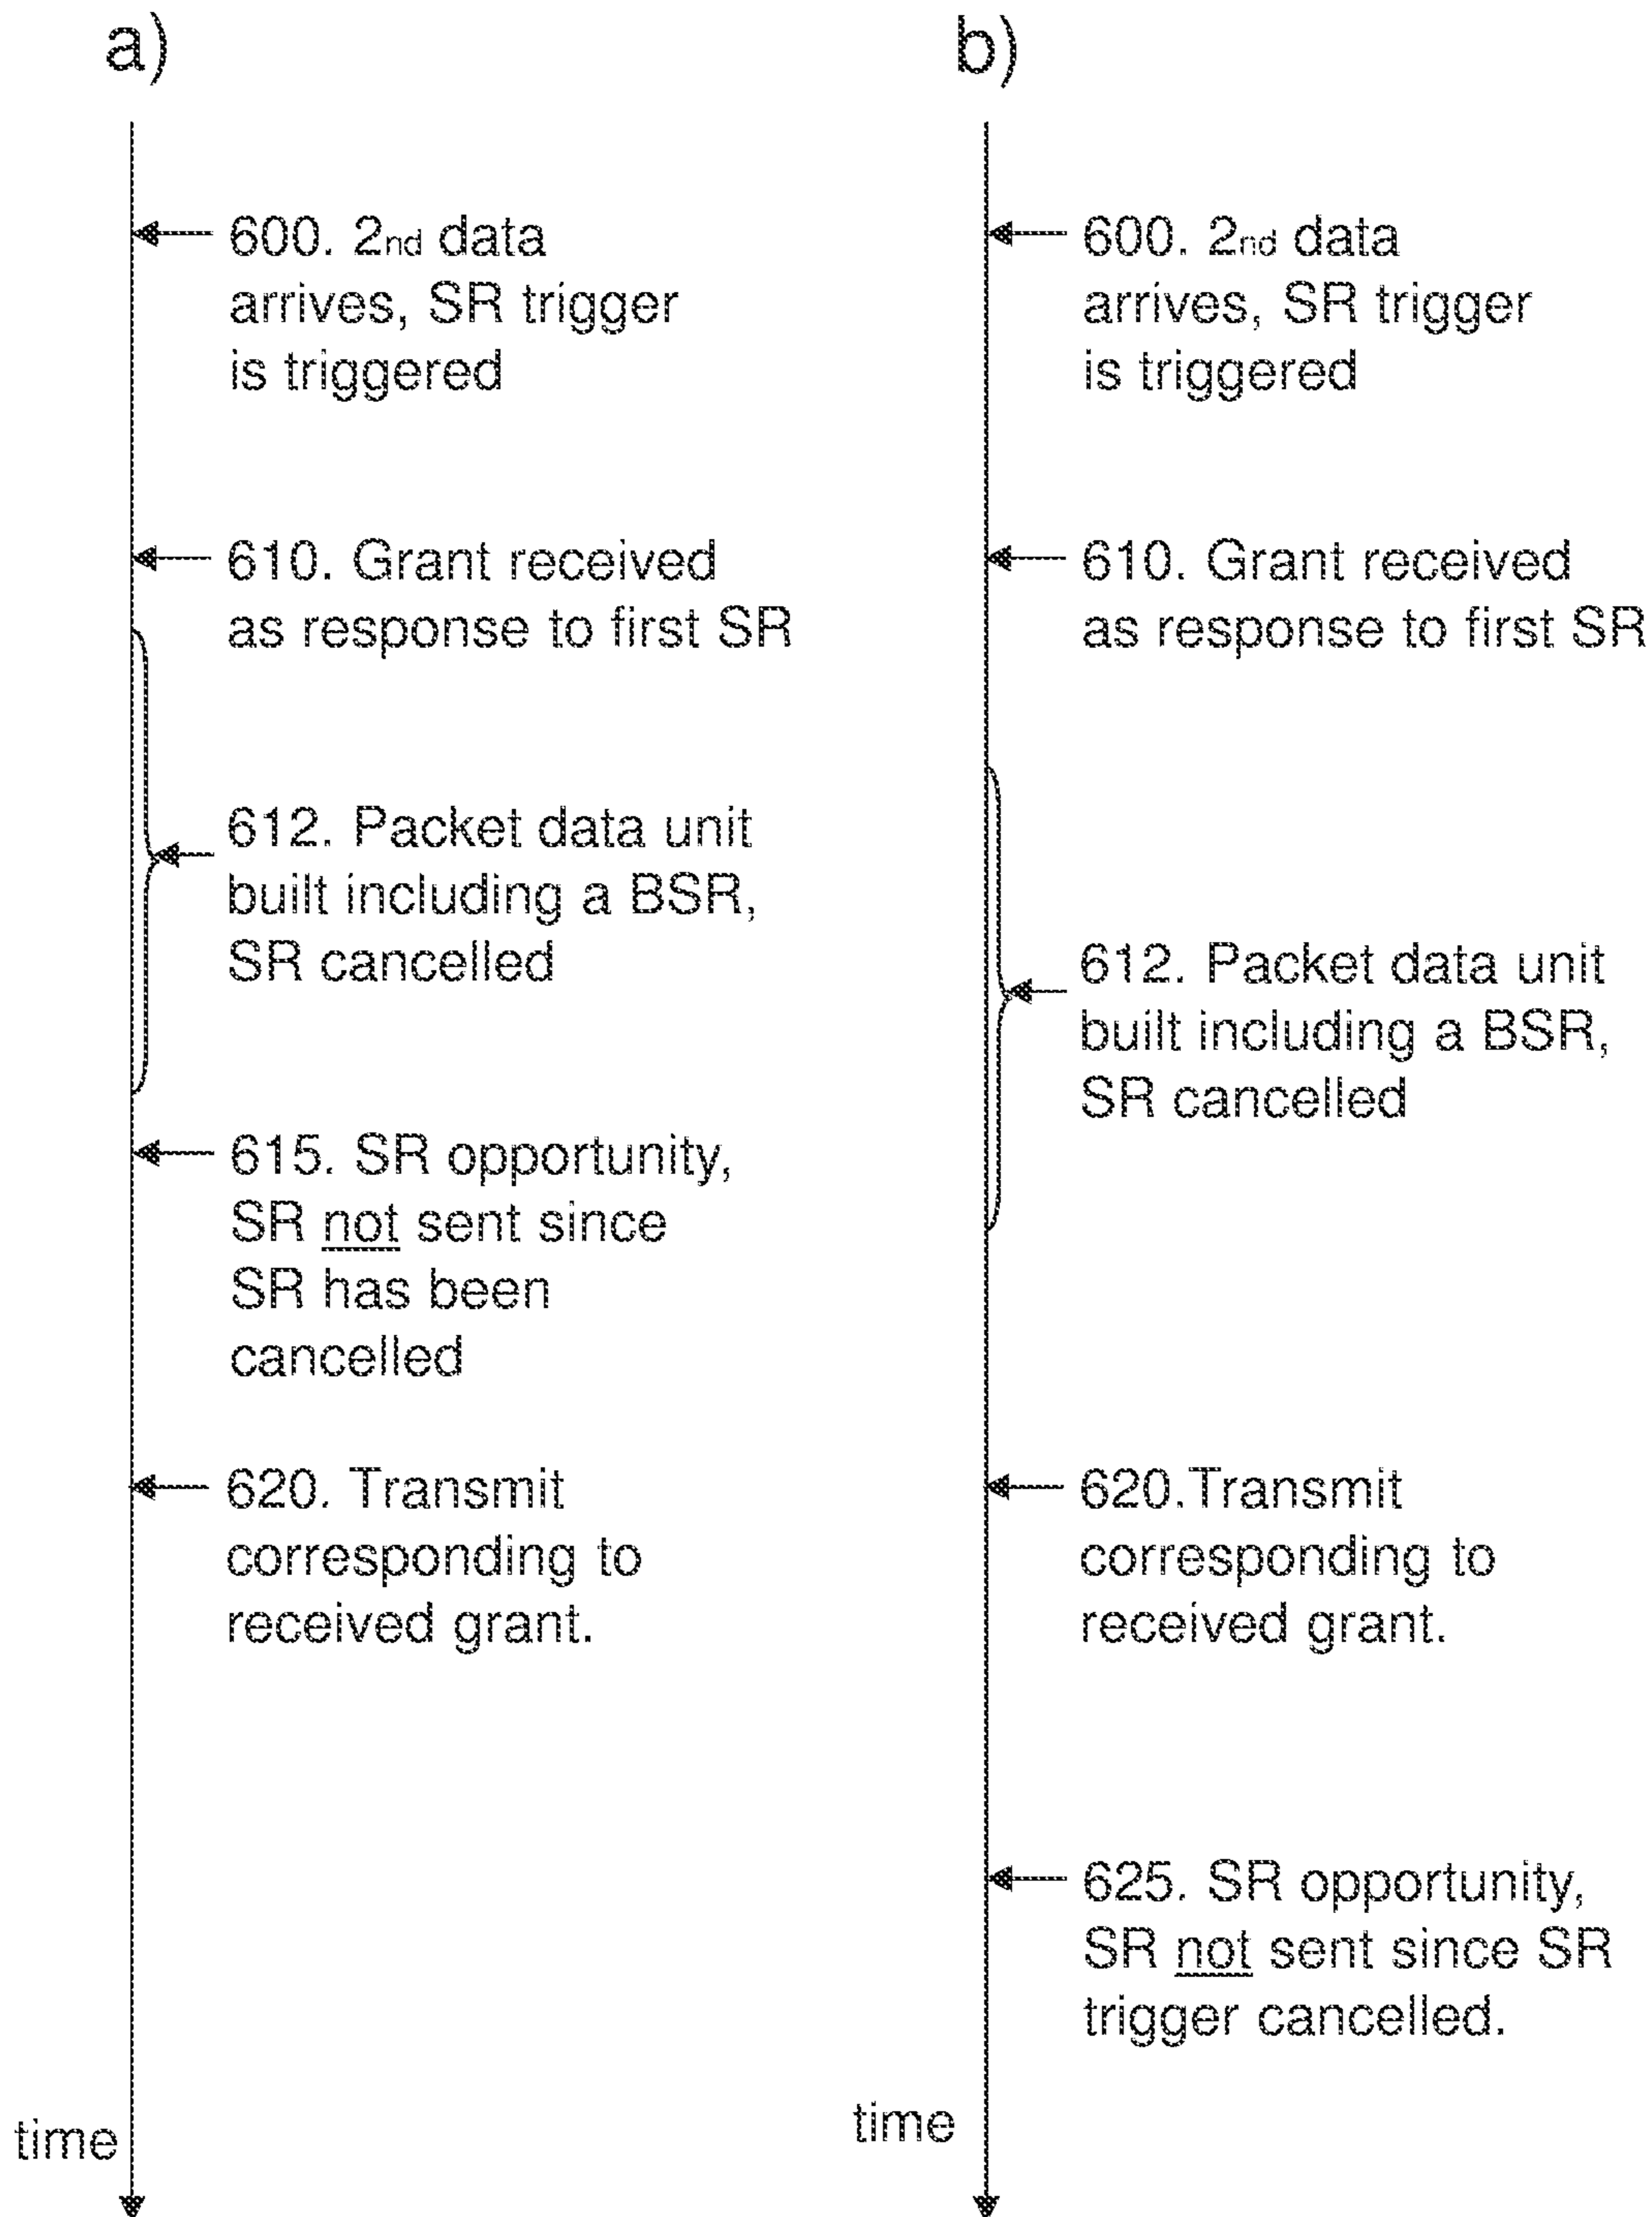 a)
600. 2nd data
arrives, SR trigger
is triggered
610. Grant received
as response to first SR
612. Packet data unit
built including a BSR,
SR cancelled
615. SR opportunity,
SR not sent since
SR has been
cancelled
620. Transmit
corresponding to
received grant.
time
b)
600. 2nd data
arrives, SR trigger
is triggered
610. Grant received
as response to first SR
612. Packet data unit
built including a BSR,
SR cancelled
620.Transmit
corresponding to
received grant.
625. SR opportunity,
SR not sent since SR
trigger cancelled.
time